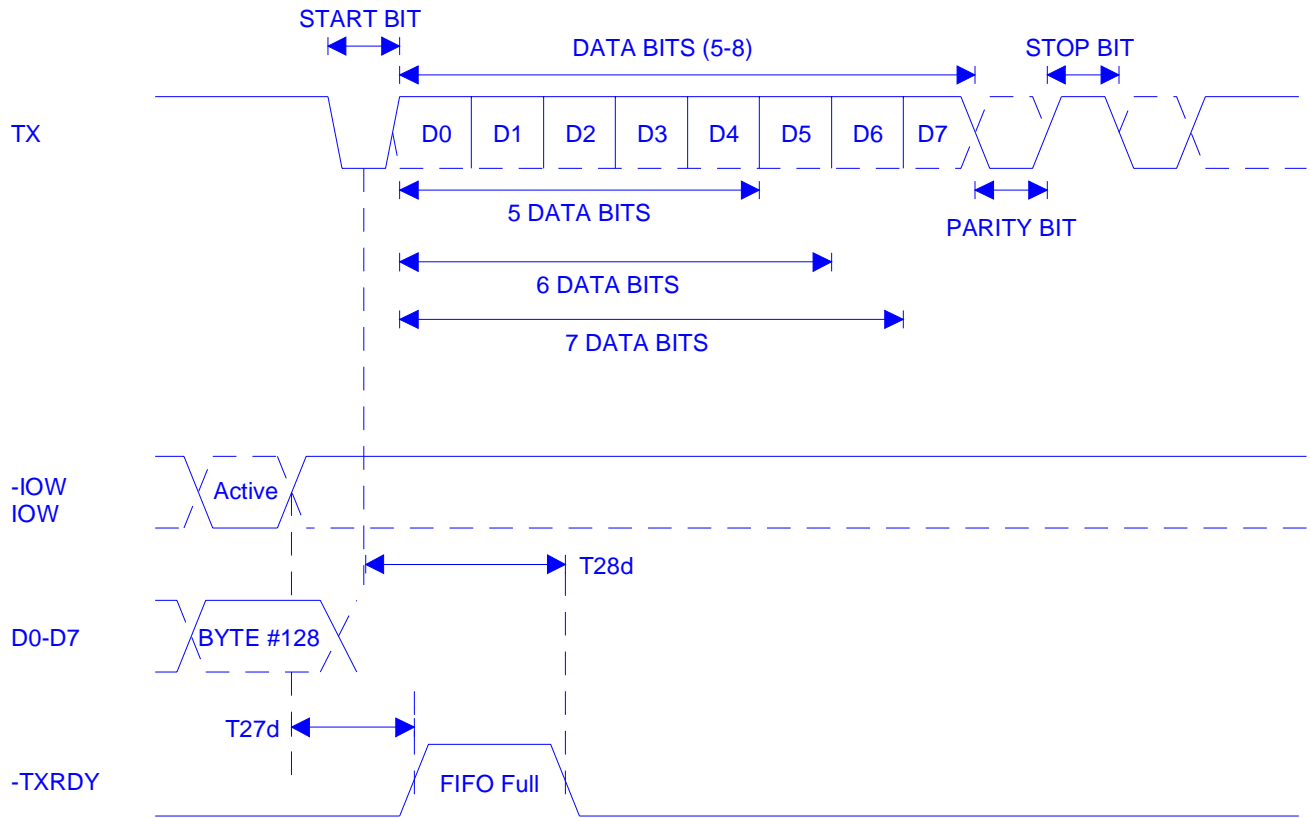 START BIT
DATA BITS (5-8)
STOP BIT
TX
D0 D1 D2 D3 D4 D5 D6 D7
5 DATA BITS
PARITY BIT
6 DATA BITS
7 DATA BITS
-IOW
IOW
Active
T28d
D0-D7
BYTE #128
T27d
-TXRDY
FIFO Full